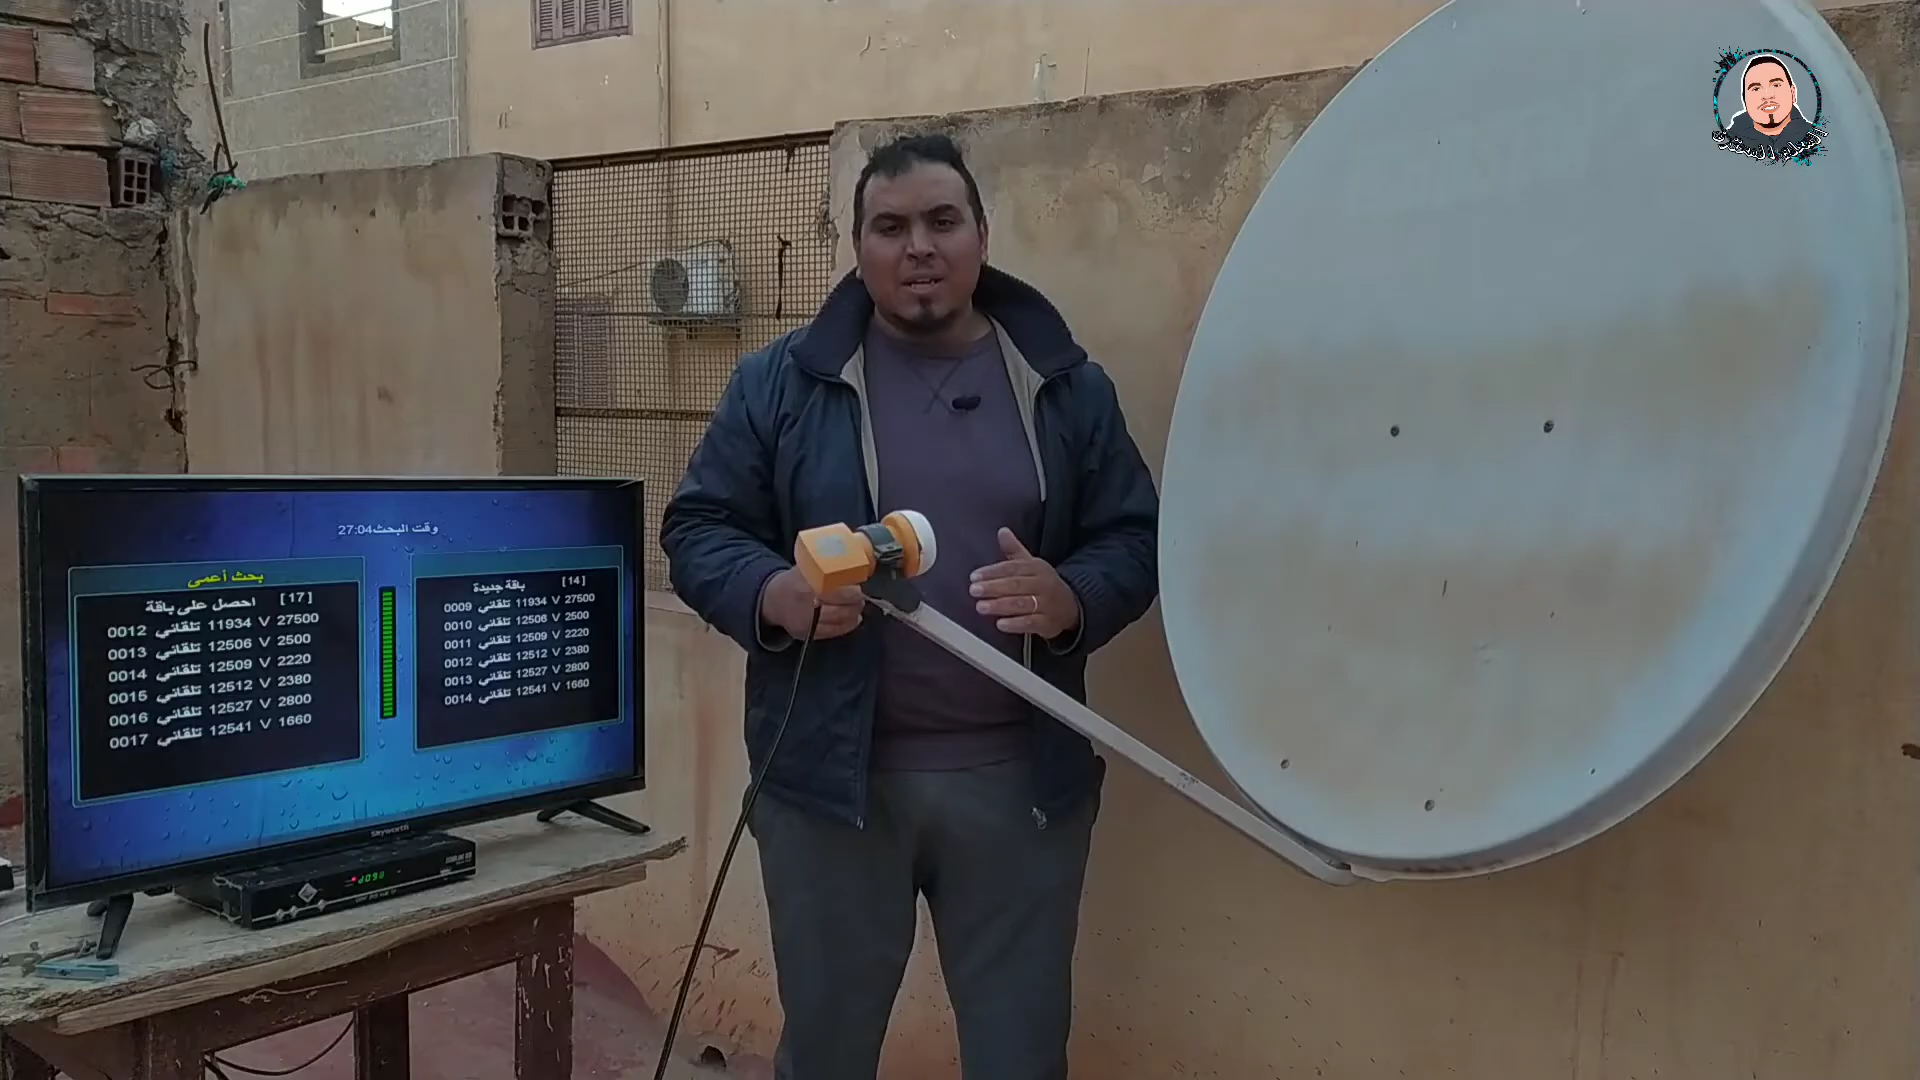 وقت البحث27:04
بحث أعمى
احصل على باقة [17]
0012 تلقائي 11934 V 27500
0013 تلقائي 12506 V 2500
0014 تلقائي 12509 V 2220
0015 تلقائي 12512 V 2380
0016 تلقائي 12527 V 2800
0017 تلقائي 12541 V 1660
باقة جديدة [14]
0009 تلقائي 11934 V 27500
0010 تلقائي 12506 V 2500
0011 تلقائي 12509 V 2220
0012 تلقائي 12512 V 2380
0013 تلقائي 12527 V 2800
0014 تلقائي 12541 V 1660
Skyworth